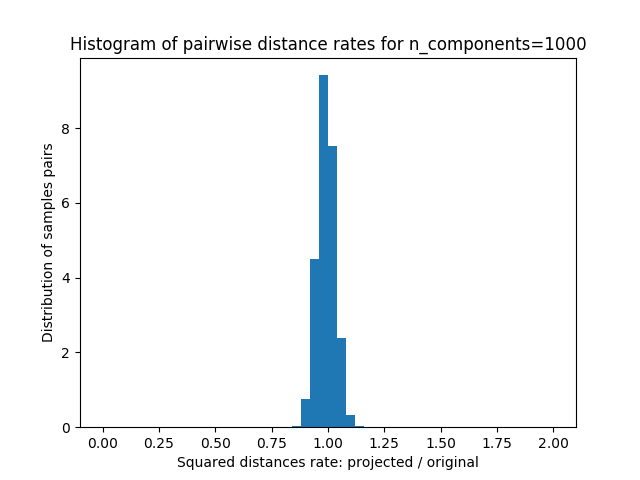 Histogram of pairwise distance rates for n_components=1000
Distribution of samples pairs
8
6
4
2
0
0.00 0.25 0.50 0.75 1.00 1.25 1.50 1.75 2.00
Squared distances rate: projected / original